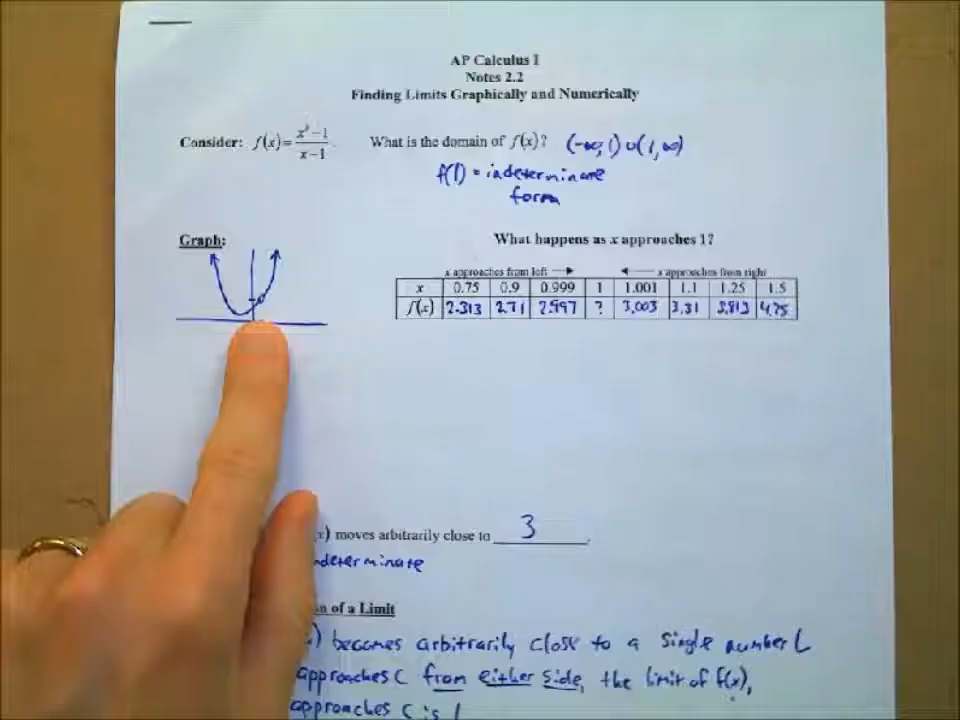 AP Calculus I
Notes 2.2
Finding Limits Graphically and Numerically
Consider: f(x)= x³-1 / x-1 What is the domain of f(x)? (-∞,1)∪(1,∞)
f(1) = indeterminate
form
Graph: What happens as x approaches 1?
x approaches from left → ← x approaches from right
x 0.75 0.9 0.999 1 1.001 1.1 1.25 1.5
f(x) 2.313 2.71 2.997 ? 3.003 3.31 3.813 4.75
x) moves arbitrarily close to 3.
indeterminate
of a Limit
) becomes arbitrarily close to a single number L
approaches c from either side, the limit of f(x),
approaches c is L